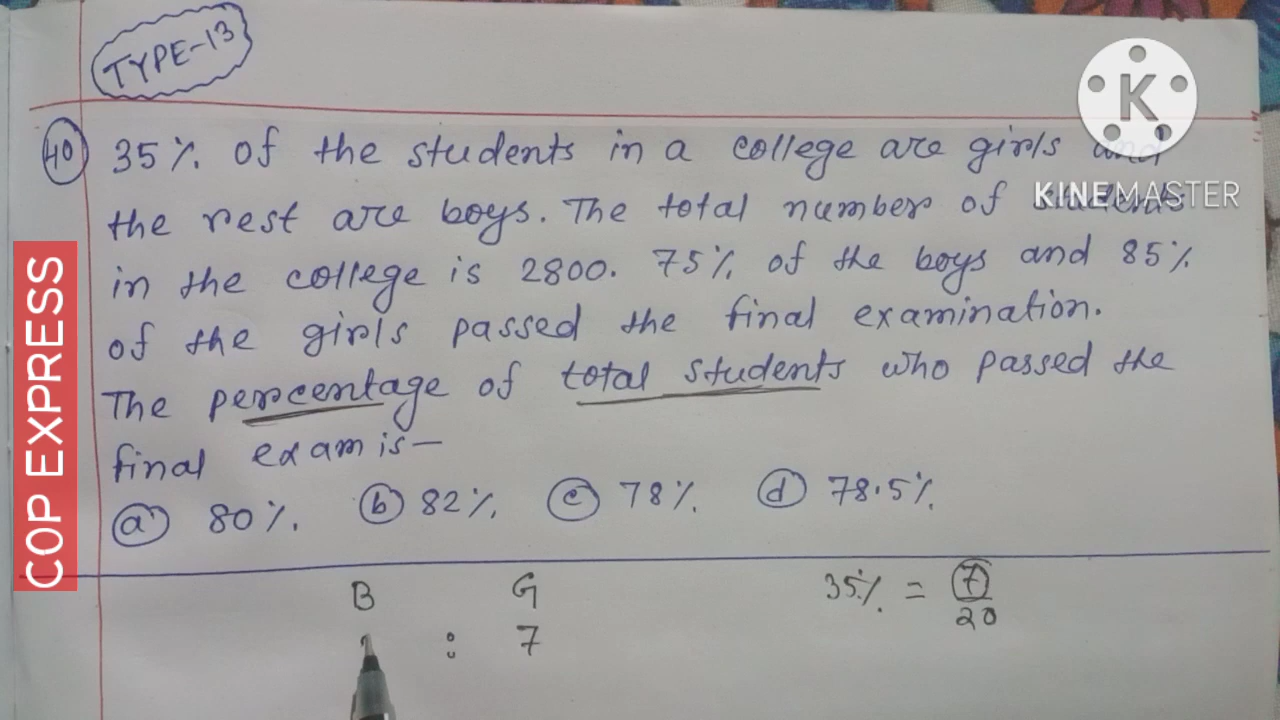 TYPE-13
40 35% of the students in a college are girls and
the rest are boys. The total number of students
in the college is 2800. 75% of the boys and 85%
of the girls passed the final examination.
The percentage of total students who passed the
final exam is—
a 80%. b 82% c 78% d 78.5%
B G 35% = 7/20
: 7
K
KINEMASTER
COP EXPRESS